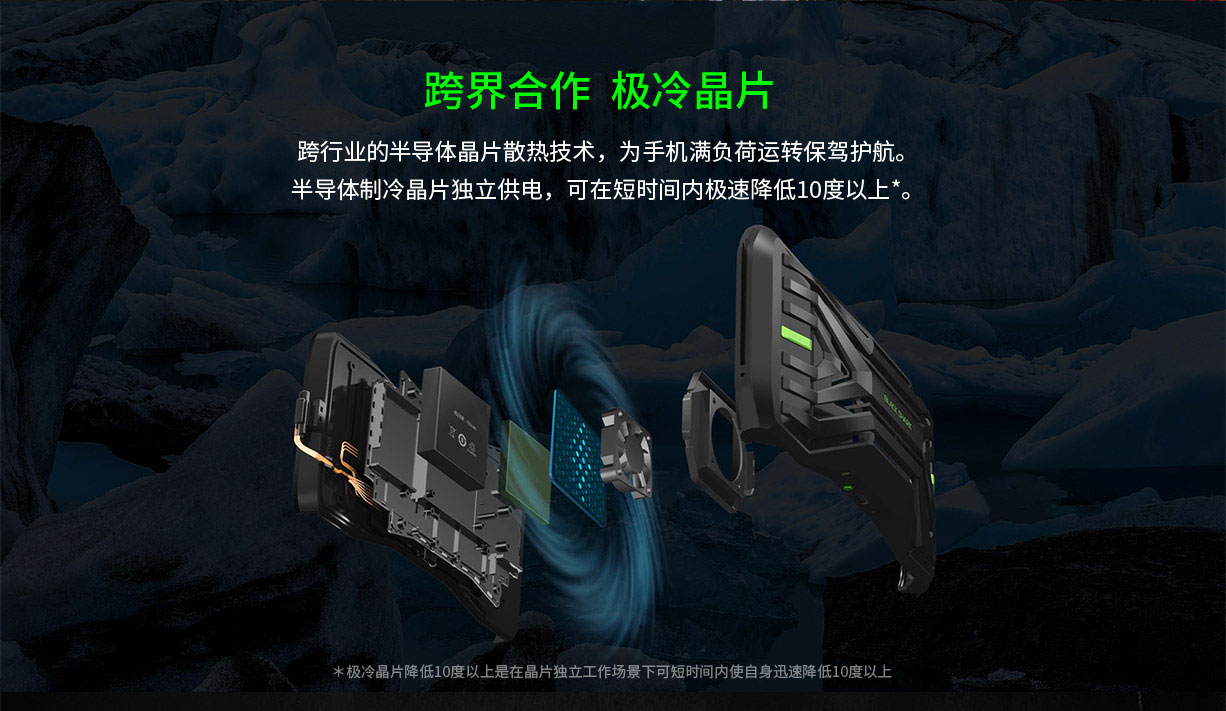 跨界合作 极冷晶片
跨行业的半导体晶片散热技术，为手机满负荷运转保驾护航。
半导体制冷晶片独立供电，可在短时间内极速降低10度以上*。
BLACK SHARK
＊极冷晶片降低10度以上是在晶片独立工作场景下可短时间内使自身迅速降低10度以上